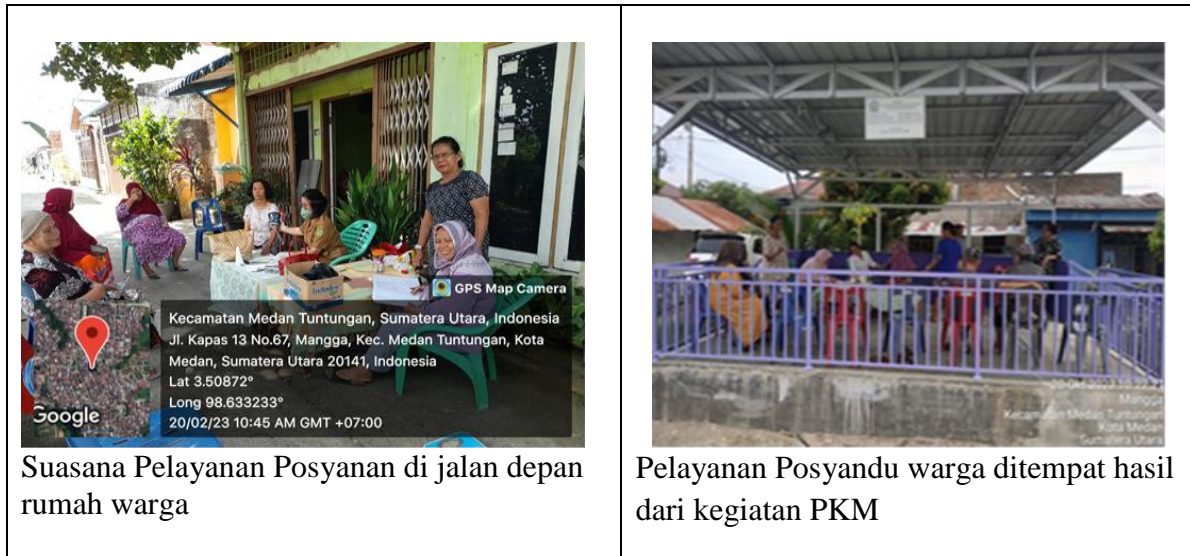 GPS Map Camera
Kecamatan Medan Tuntungan, Sumatera Utara, Indonesia
Jl. Kapas 13 No.67, Mangga, Kec. Medan Tuntungan, Kota
Medan, Sumatera Utara 20141, Indonesia
Lat 3.50872°
Long 98.633233°
20/02/23 10:45 AM GMT +07:00
Google
Mangga
Kecamatan Medan Tuntungan
Kota Medan
Sumatera Utara
Suasana Pelayanan Posyanan di jalan depan
rumah warga
Pelayanan Posyandu warga ditempat hasil
dari kegiatan PKM